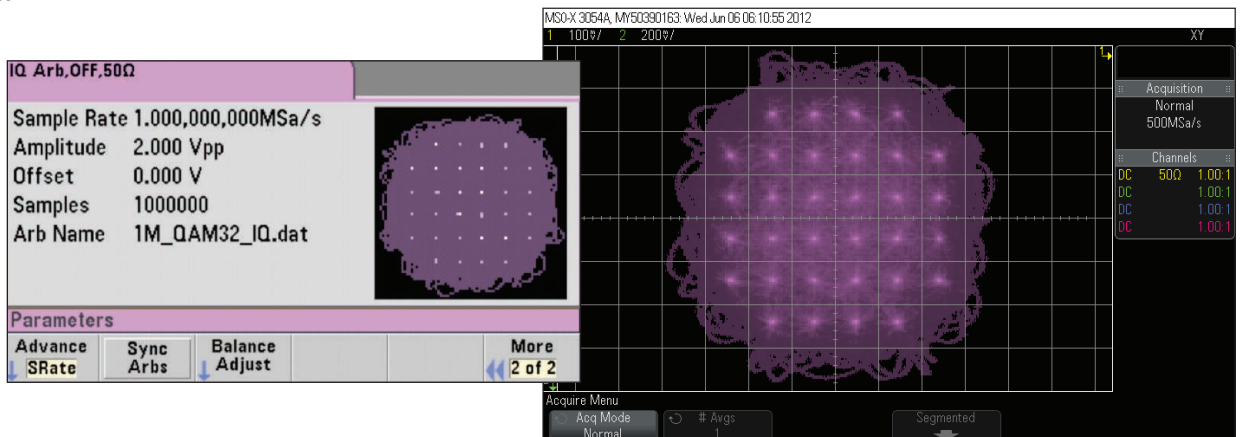 IQ Arb,OFF,50Ω
Sample Rate 1.000,000,000MSa/s
Amplitude 2.000 Vpp
Offset 0.000 V
Samples 1000000
Arb Name 1M_QAM32_IQ.dat
Parameters
Advance
SRate
Sync
Arbs
Balance
Adjust
More
2 of 2
MSO-X 3054A, MY50390163: Wed Jun 06 06:10:55 2012
1 100V/ 2 200V/ XY
1
Acquisition
Normal
500MSa/s
Channels
DC 50Ω 1.00:1
DC 1.00:1
DC 1.00:1
DC 1.00:1
Acquire Menu
Acq Mode
Normal
# Avgs
1
Segmented